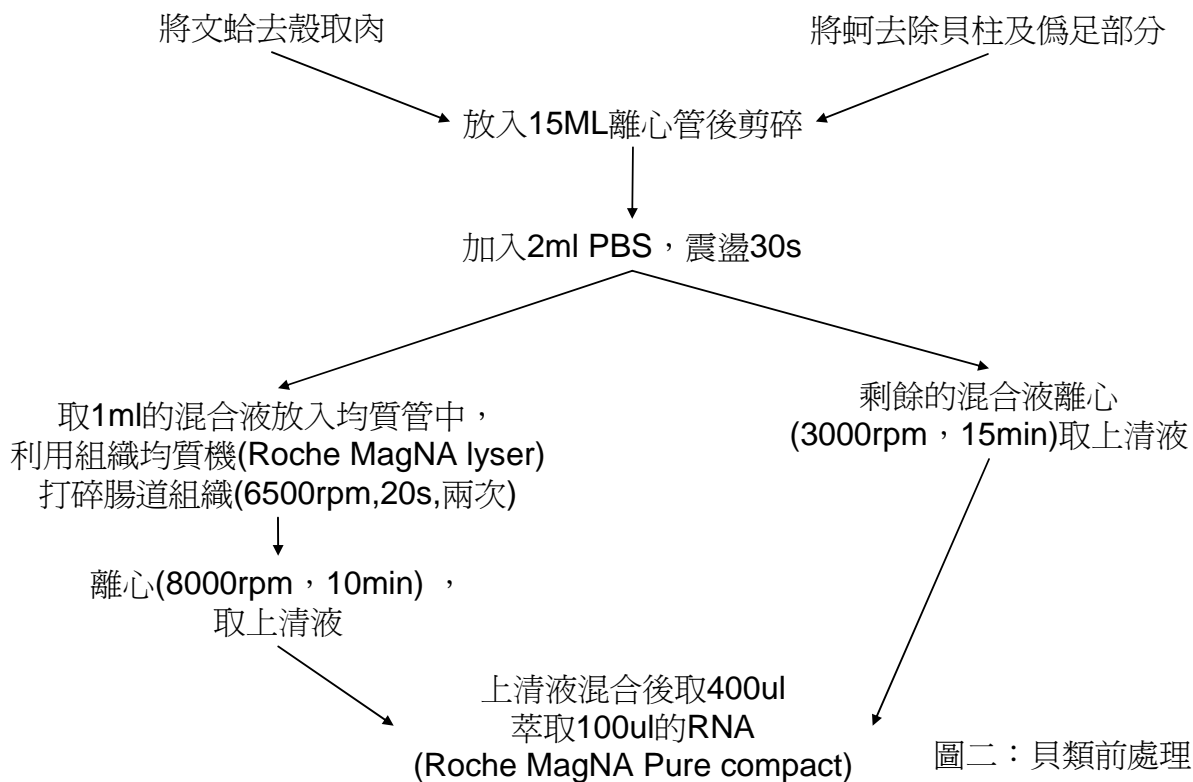 將文蛤去殼取肉
將蚵去除貝柱及偽足部分
放入15ML離心管後剪碎
加入2ml PBS，震盪30s
取1ml的混合液放入均質管中，
利用組織均質機(Roche MagNA lyser)
打碎腸道組織(6500rpm,20s,兩次)
剩餘的混合液離心
(3000rpm，15min)取上清液
離心(8000rpm，10min) ，
取上清液
上清液混合後取400ul
萃取100ul的RNA
(Roche MagNA Pure compact)
圖二：貝類前處理